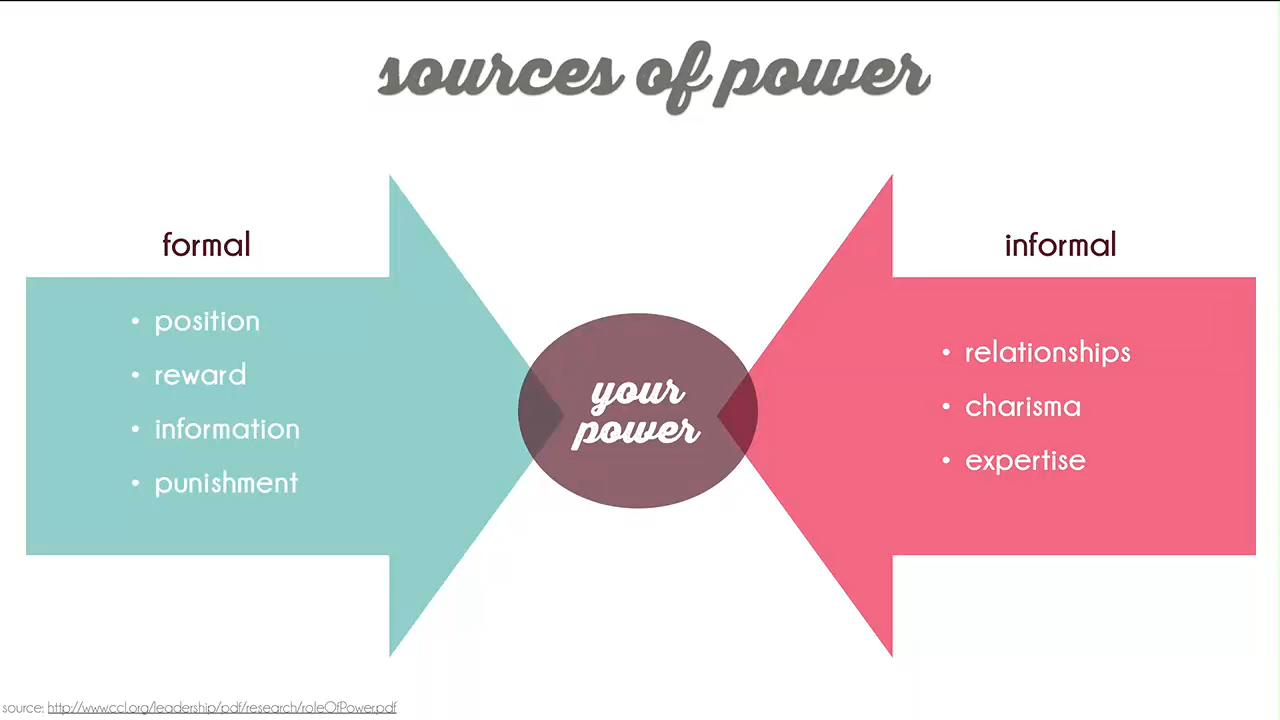 sources of power
formal
• position
• reward
• information
• punishment
your
power
informal
• relationships
• charisma
• expertise
source: http://www.ccl.org/leadership/pdf/research/roleOfPower.pdf